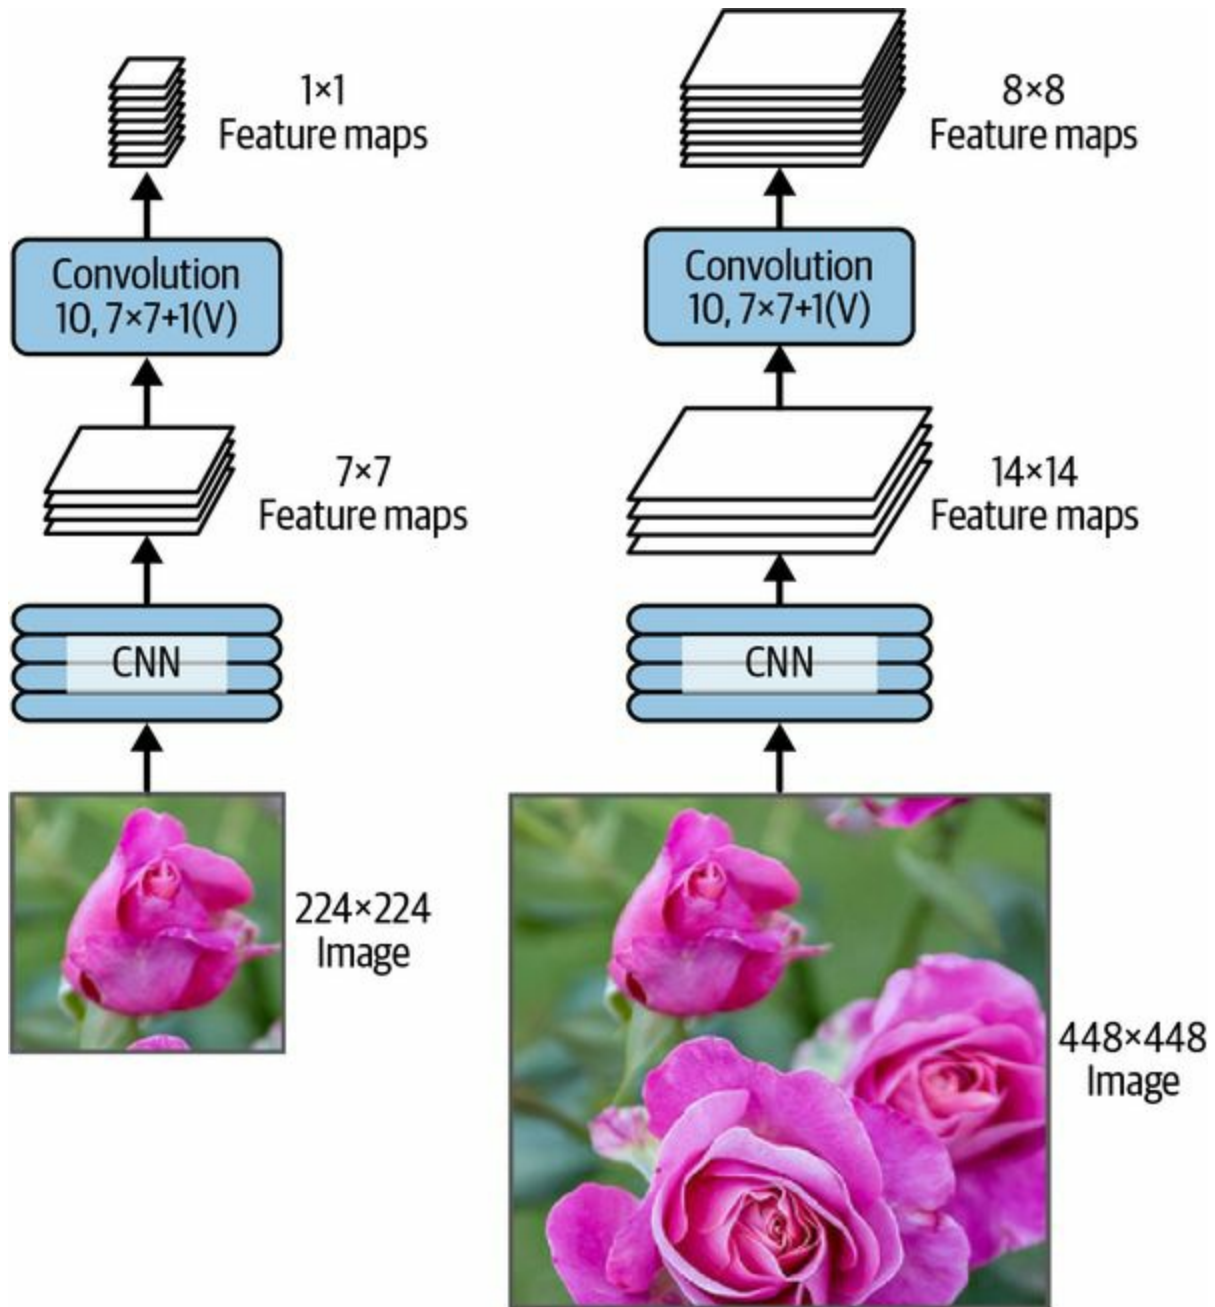 1×1
Feature maps
Convolution
10, 7×7+1(V)
7×7
Feature maps
CNN
224×224
Image
8×8
Feature maps
Convolution
10, 7×7+1(V)
14×14
Feature maps
CNN
448×448
Image